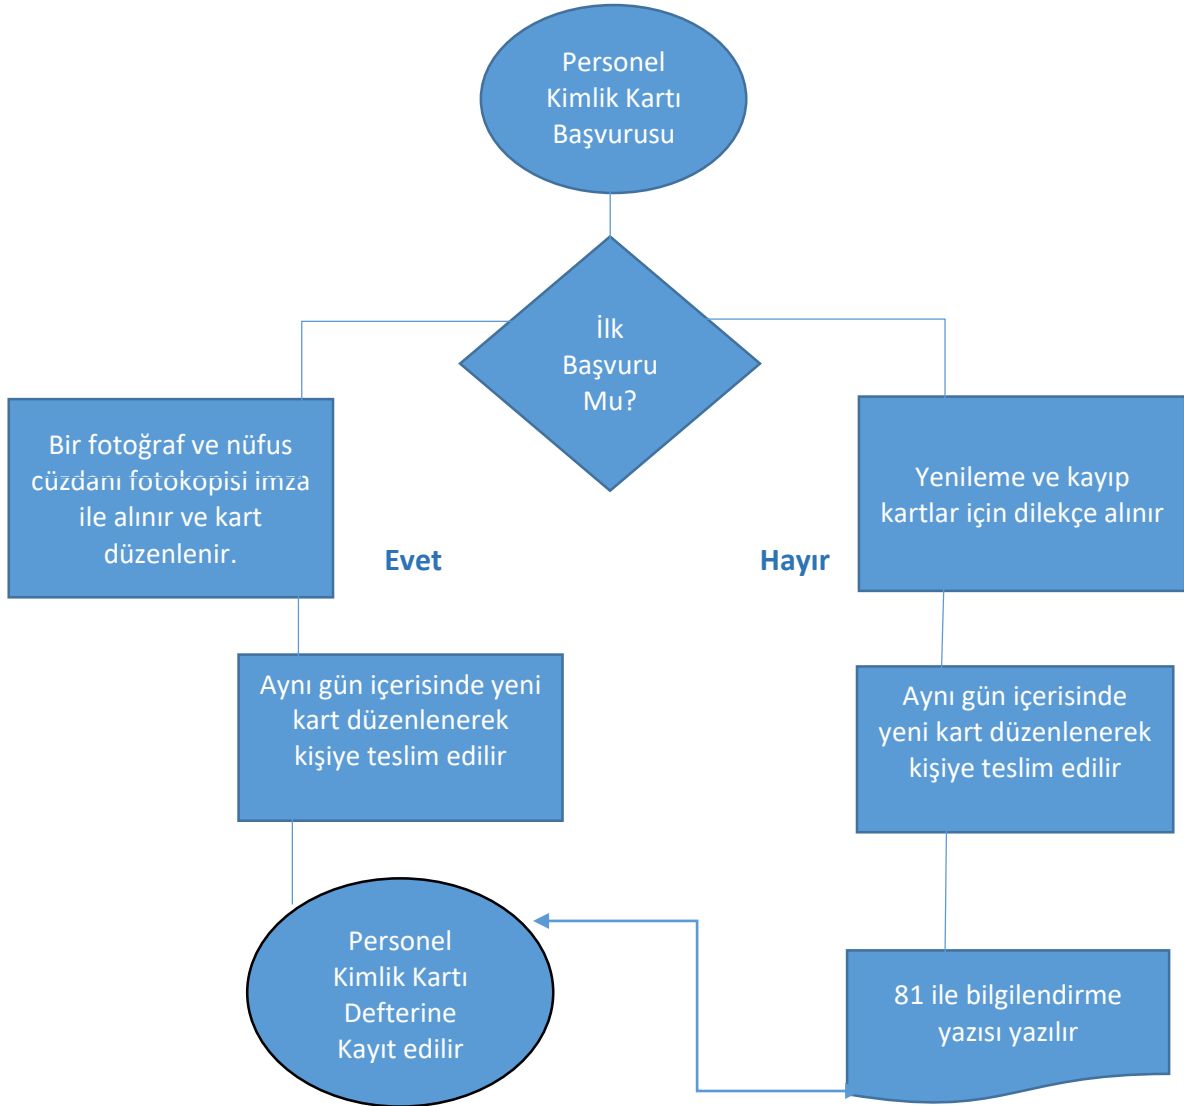 Personel
Kimlik Kartı
Başvurusu
İlk
Başvuru
Mu?
Bir fotoğraf ve nüfus
cüzdanı fotokopisi imza
ile alınır ve kart
düzenlenir.
Yenileme ve kayıp
kartlar için dilekçe alınır
Evet
Hayır
Aynı gün içerisinde yeni
kart düzenlenerek
kişiye teslim edilir
Aynı gün içerisinde
yeni kart düzenlenerek
kişiye teslim edilir
Personel
Kimlik Kartı
Defterine
Kayıt edilir
81 ile bilgilendirme
yazısı yazılır